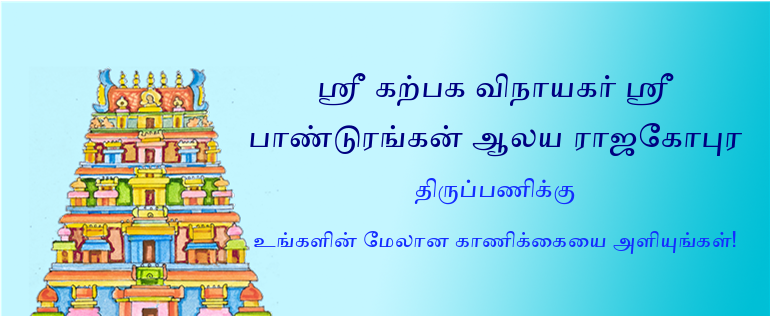 ஸ்ரீ கற்பக விநாயகர் ஸ்ரீ
பாண்டுரங்கன் ஆலய ராஜகோபுர
திருப்பணிக்கு
உங்களின் மேலான காணிக்கையை அளியுங்கள்!